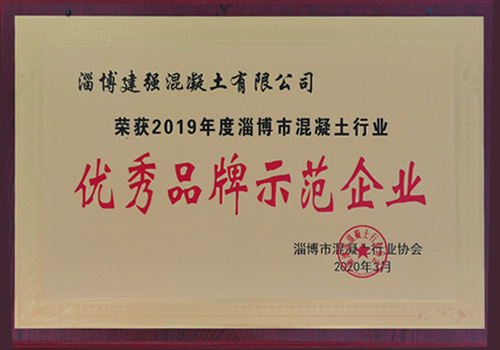 淄博建强混凝土有限公司
荣获2019年度淄博市混凝土行业
优秀品牌示范企业
淄博市混凝土行业协会
2020年3月